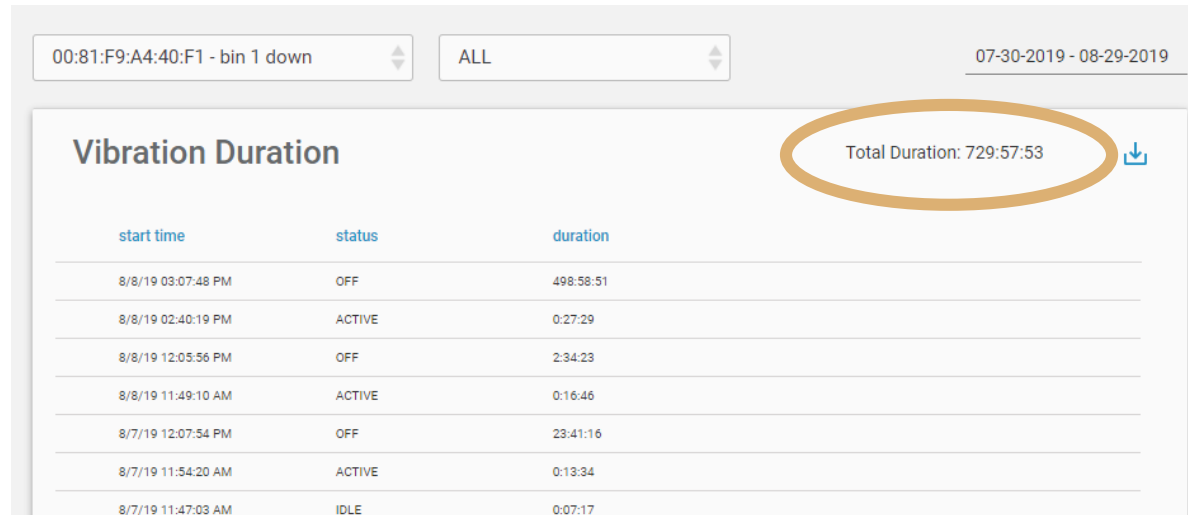 00:81:F9:A4:40:F1 - bin 1 down ALL 07-30-2019 - 08-29-2019
Vibration Duration Total Duration: 729:57:53
start time status duration
8/8/19 03:07:48 PM OFF 498:58:51
8/8/19 02:40:19 PM ACTIVE 0:27:29
8/8/19 12:05:56 PM OFF 2:34:23
8/8/19 11:49:10 AM ACTIVE 0:16:46
8/7/19 12:07:54 PM OFF 23:41:16
8/7/19 11:54:20 AM ACTIVE 0:13:34
8/7/19 11:47:03 AM IDLE 0:07:17